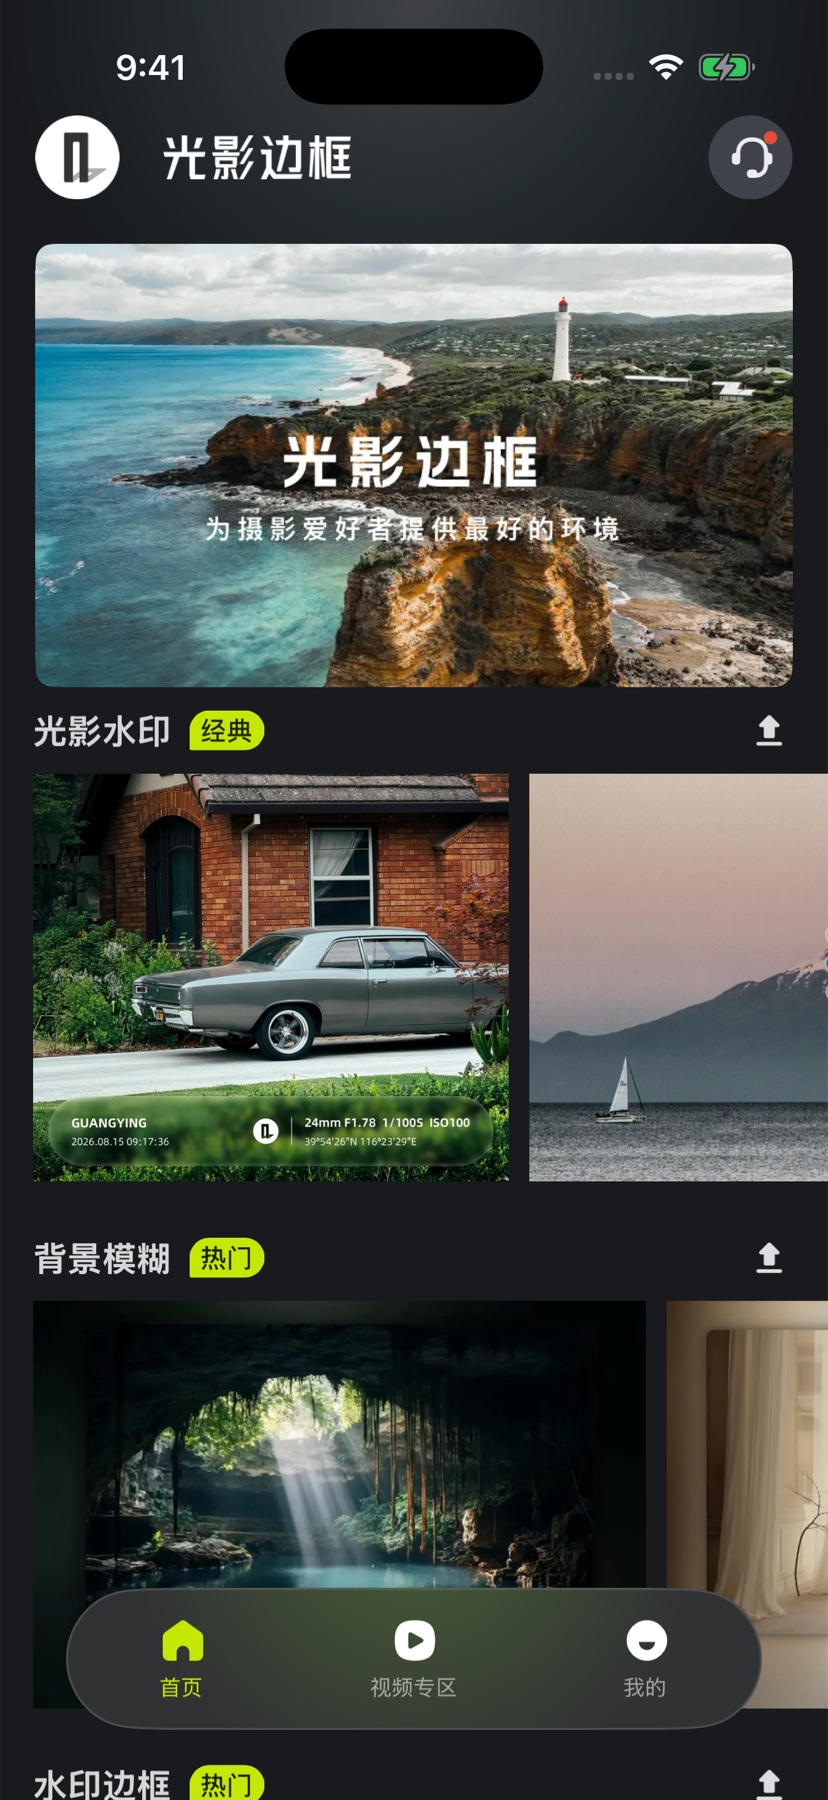 9:41
光影边框
光影边框
为摄影爱好者提供最好的环境
光影水印 经典
GUANGYING
2026.08.15 09:17:36
24mm F1.78 1/100S ISO100
39°54'26"N 116°23'29"E
背景模糊 热门
首页 视频专区 我的
水印边框 热门